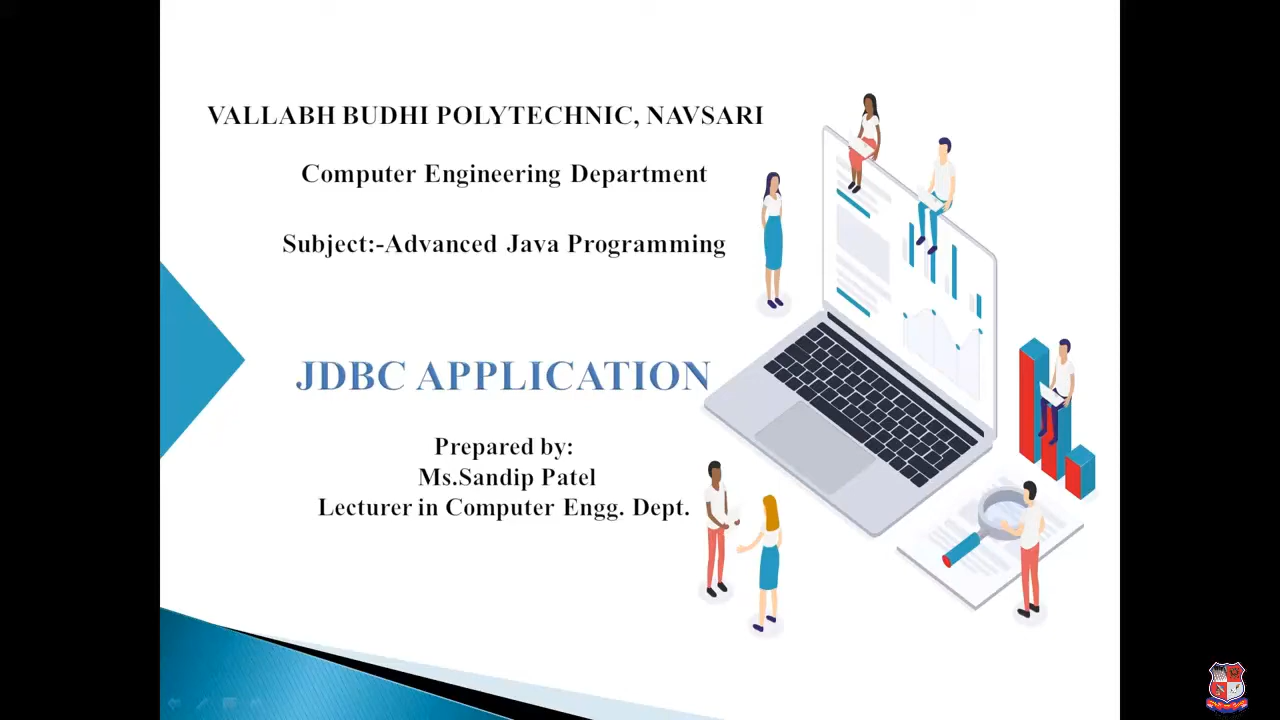 VALLABH BUDHI POLYTECHNIC, NAVSARI
Computer Engineering Department
Subject:-Advanced Java Programming
JDBC APPLICATION
Prepared by:
Ms.Sandip Patel
Lecturer in Computer Engg. Dept.